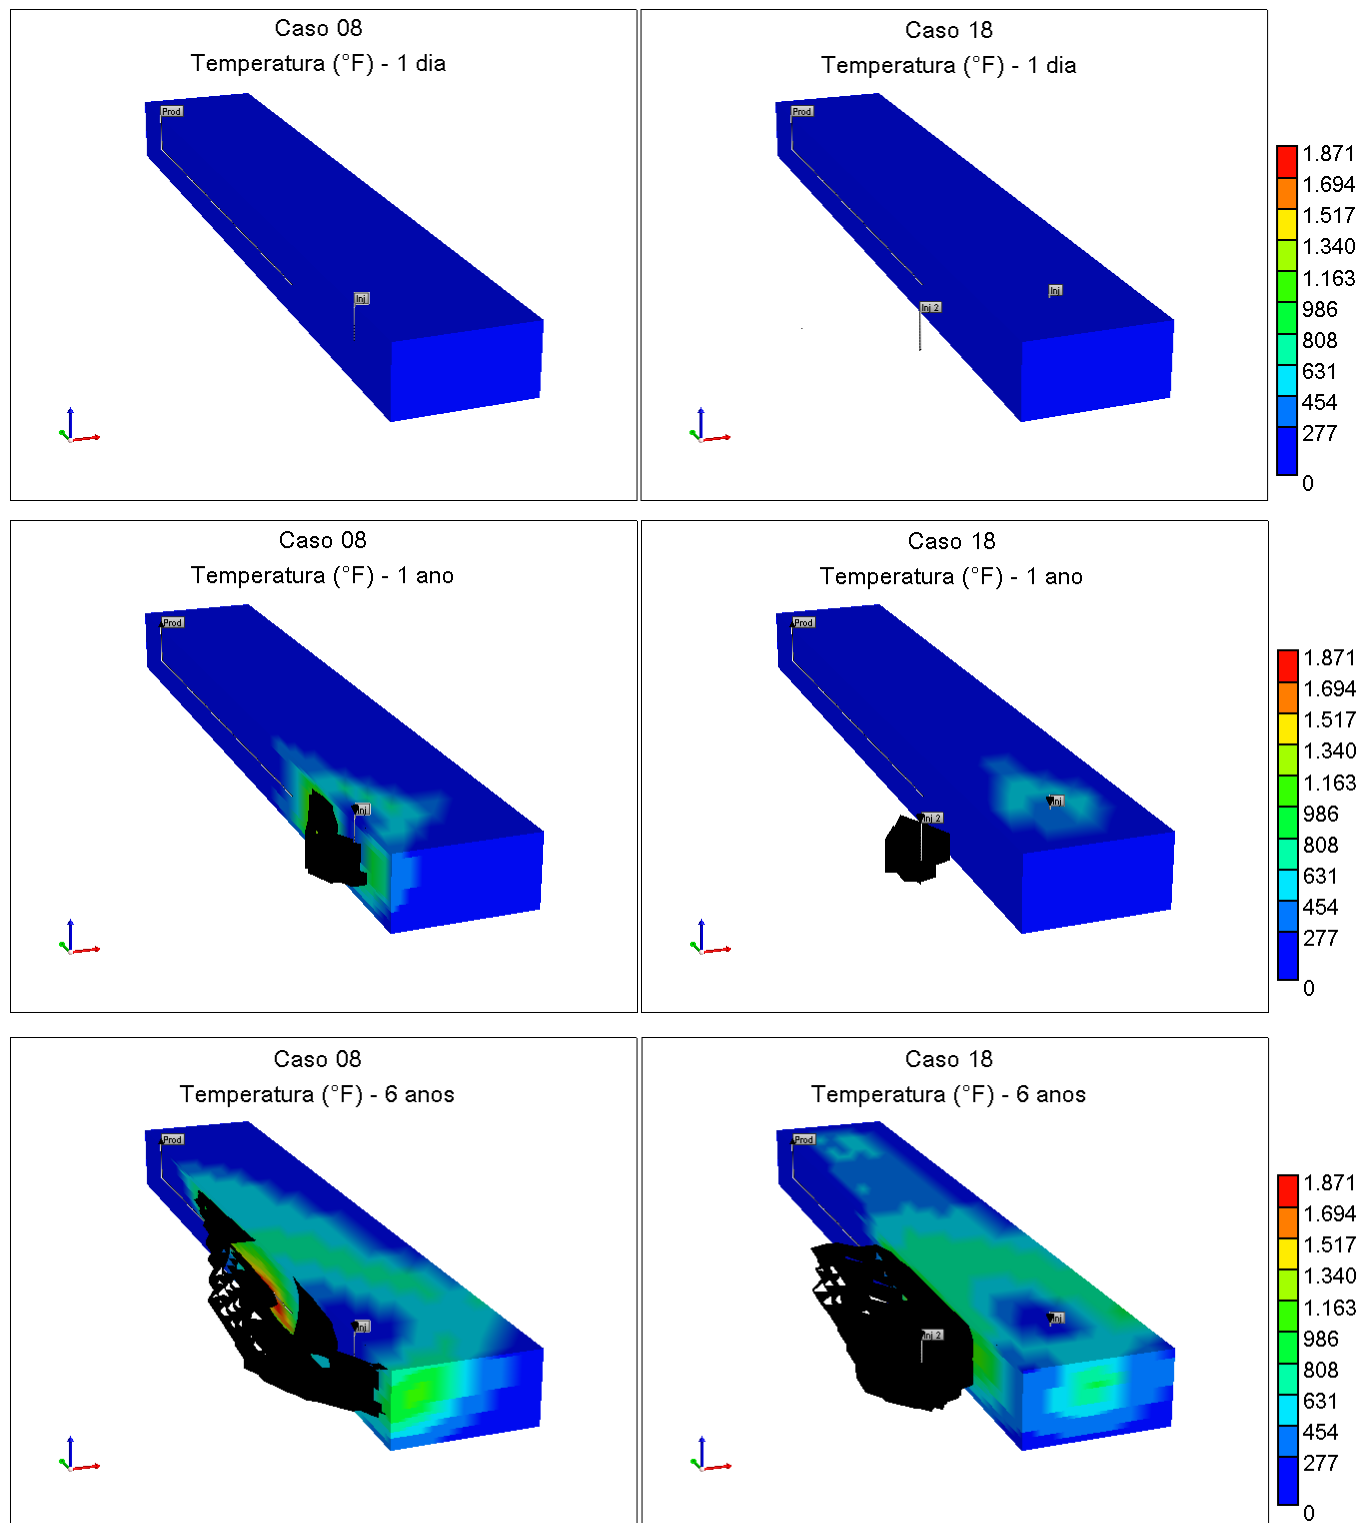 Caso 08
Temperatura (°F) - 1 dia
Prod
Inj
Caso 18
Temperatura (°F) - 1 dia
Prod
Inj 2
Inj
1.871
1.694
1.517
1.340
1.163
986
808
631
454
277
0
Caso 08
Temperatura (°F) - 1 ano
Prod
Inj
Caso 18
Temperatura (°F) - 1 ano
Prod
Inj 2
Inj
1.871
1.694
1.517
1.340
1.163
986
808
631
454
277
0
Caso 08
Temperatura (°F) - 6 anos
Prod
Inj
Caso 18
Temperatura (°F) - 6 anos
Prod
Inj 2
Inj
1.871
1.694
1.517
1.340
1.163
986
808
631
454
277
0